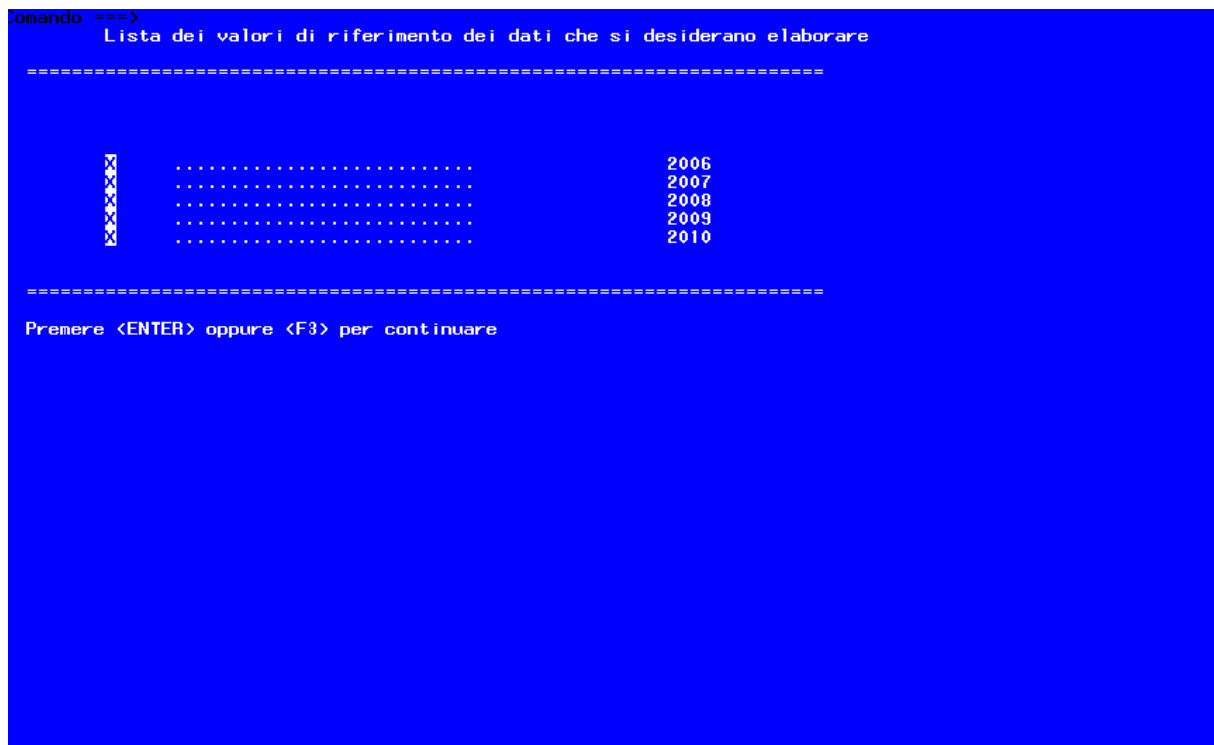 Comando ===>
Lista dei valori di riferimento dei dati che si desiderano elaborare
=======================================================================
X ........................... 2006
X ........................... 2007
X ........................... 2008
X ........................... 2009
X ........................... 2010
=======================================================================
Premere <ENTER> oppure <F3> per continuare